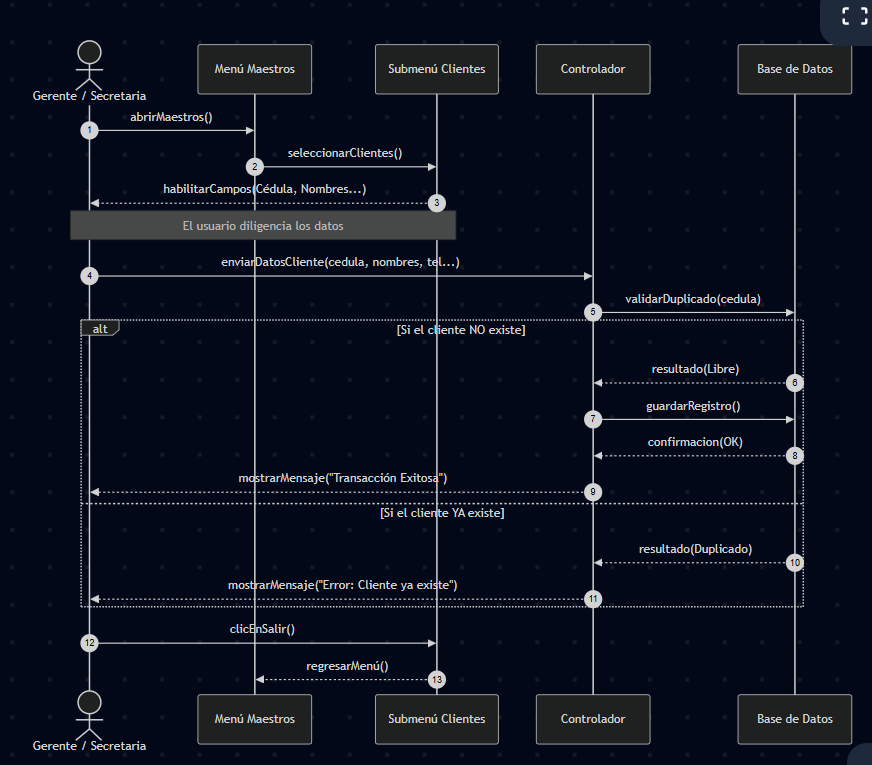 Gerente / Secretaria
Menú Maestros
Submenú Clientes
Controlador
Base de Datos
1
abrirMaestros()
2
seleccionarClientes()
3
habilitarCampos(Cédula, Nombres...)
El usuario diligencia los datos
4
enviarDatosCliente(cedula, nombres, tel...)
5
validarDuplicado(cedula)
alt
[Si el cliente NO existe]
6
resultado(Libre)
7
guardarRegistro()
8
confirmacion(OK)
9
mostrarMensaje("Transacción Exitosa")
[Si el cliente YA existe]
10
resultado(Duplicado)
11
mostrarMensaje("Error: Cliente ya existe")
12
clicEnSalir()
13
regresarMenú()
Gerente / Secretaria
Menú Maestros
Submenú Clientes
Controlador
Base de Datos